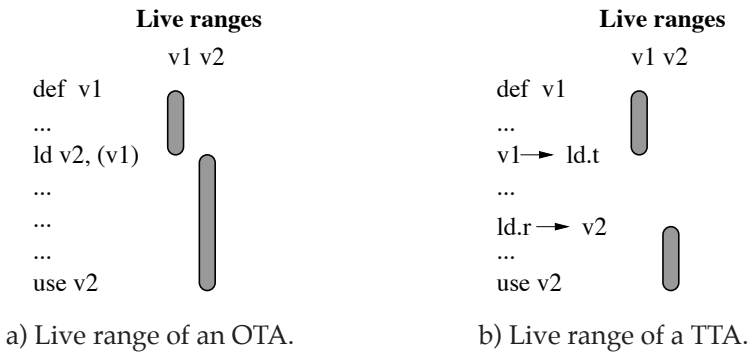 Live ranges
v1 v2
def v1
...
ld v2, (v1)
...
...
...
use v2
a) Live range of an OTA.
Live ranges
v1 v2
def v1
...
v1 → ld.t
...
ld.r → v2
...
use v2
b) Live range of a TTA.